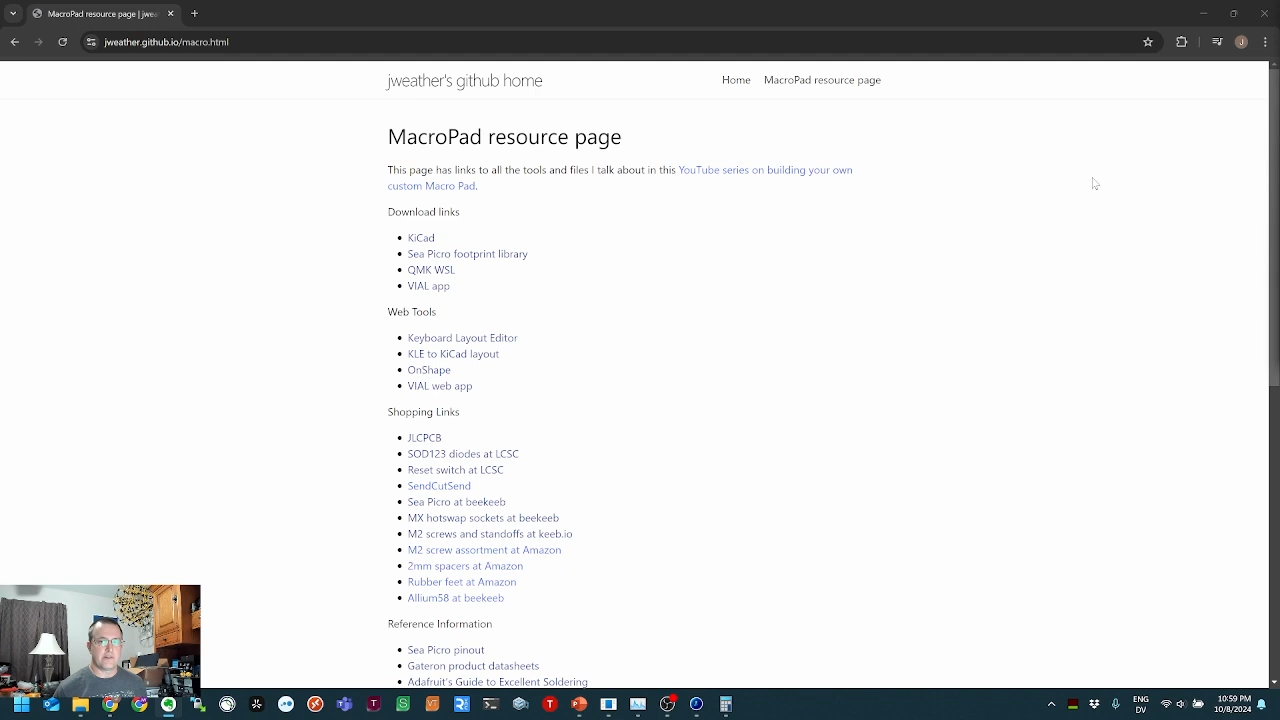 MacroPad resource page | jwea
jweather.github.io/macro.html
J
jweather's github home
Home
MacroPad resource page
MacroPad resource page
This page has links to all the tools and files I talk about in this YouTube series on building your own
custom Macro Pad.
Download links
KiCad
Sea Picro footprint library
QMK WSL
VIAL app
Web Tools
Keyboard Layout Editor
KLE to KiCad layout
OnShape
VIAL web app
Shopping Links
JLCPCB
SOD123 diodes at LCSC
Reset switch at LCSC
SendCutSend
Sea Picro at beekeeb
MX hotswap sockets at beekeeb
M2 screws and standoffs at keeb.io
M2 screw assortment at Amazon
2mm spacers at Amazon
Rubber feet at Amazon
Allium58 at beekeeb
Reference Information
Sea Picro pinout
Gateron product datasheets
Adafruit's Guide to Excellent Soldering
ENG
DV
10:59 PM
10/8/2024